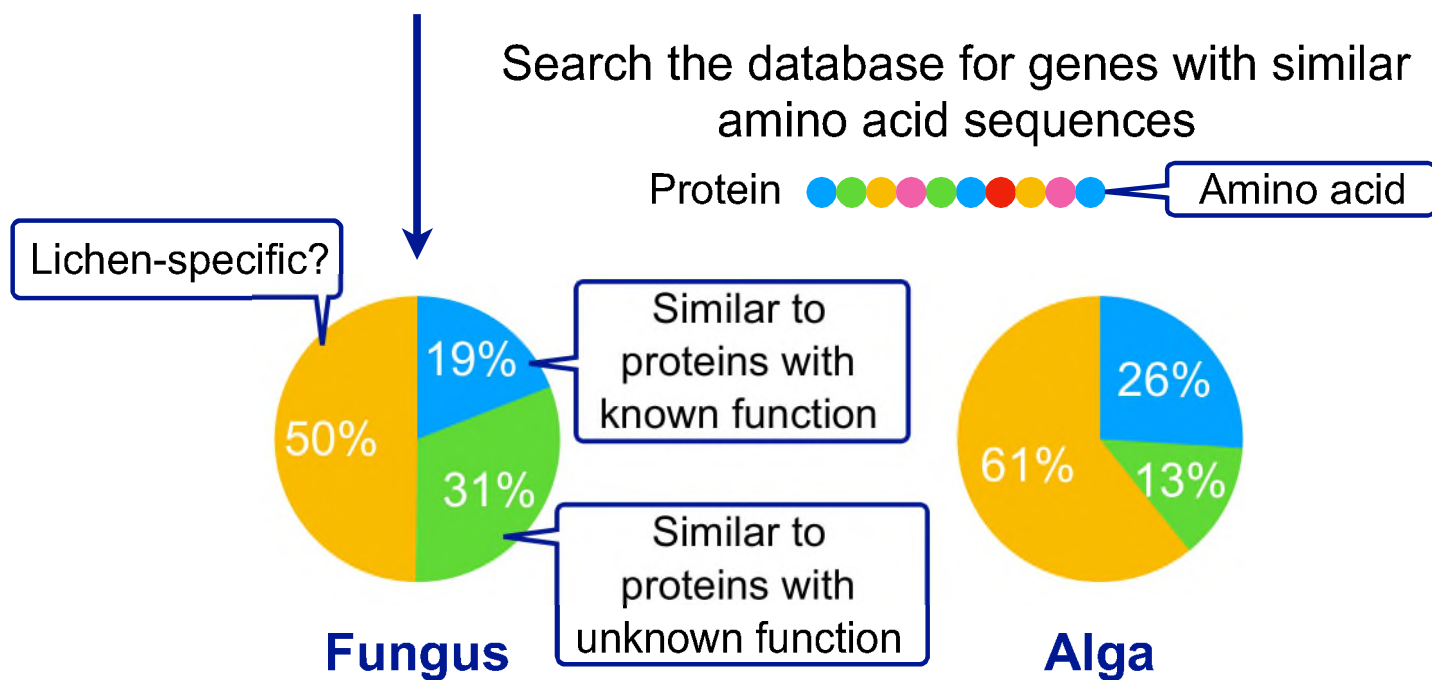 Search the database for genes with similar
amino acid sequences
Protein
Amino acid
Lichen-specific?
Similar to
proteins with
known function
19%
50%
31%
Similar to
proteins with
unknown function
Fungus
26%
61%
13%
Alga